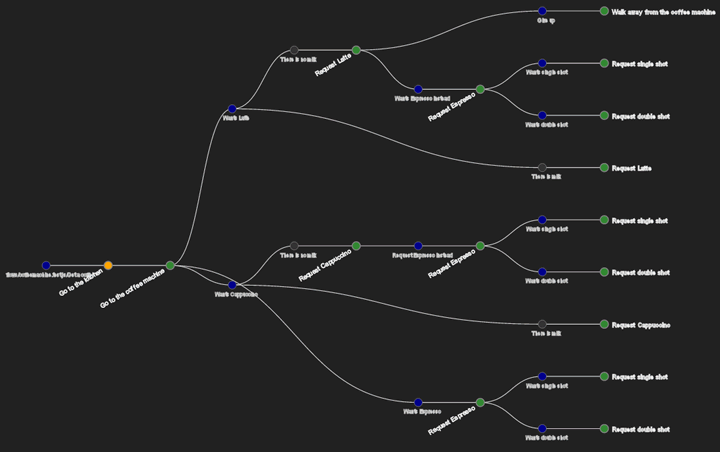 Walk away from the coffee machine
Give up
There is no milk
Request Latte
Request single shot
Want single shot
Want Espresso instead
Request Espresso
Want Latte
Request double shot
Want double shot
Request Latte
There is milk
Request single shot
Want single shot
There is no milk
Request Cappuccino
Request Espresso instead
Request Espresso
Go to the kitchen
Go to the coffee machine
Request double shot
Want double shot
Want Cappuccino
Request Cappuccino
There is milk
Request single shot
Want single shot
Want Espresso
Request Espresso
Request double shot
Want double shot